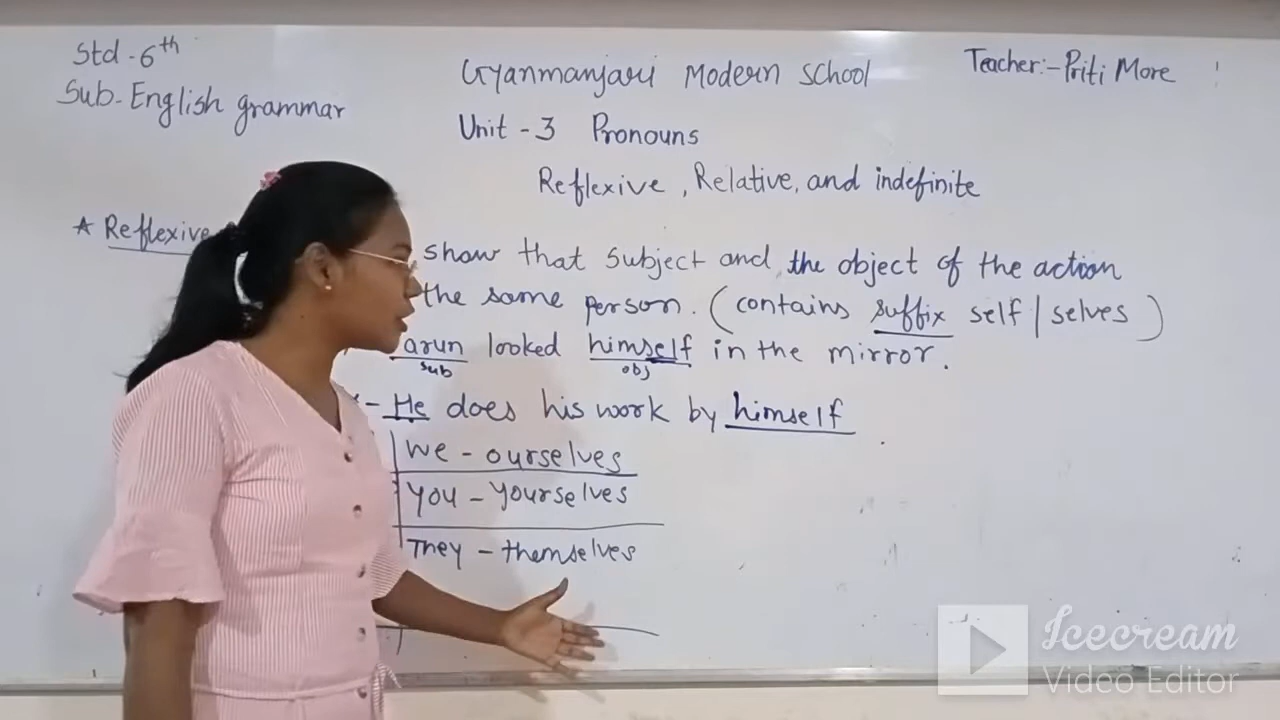 Std - 6th
Sub- English grammar
Gyanmanjari Modern School
Teacher:- Priti More
Unit - 3 Pronouns
Reflexive, Relative, and indefinite
★ Reflexive
show that subject and the object of the action
the same person. (contains suffix self / selves)
arun looked himself in the mirror.
sub obj
- He does his work by himself
we - ourselves
you - yourselves
They - themselves
Icecream
Video Editor